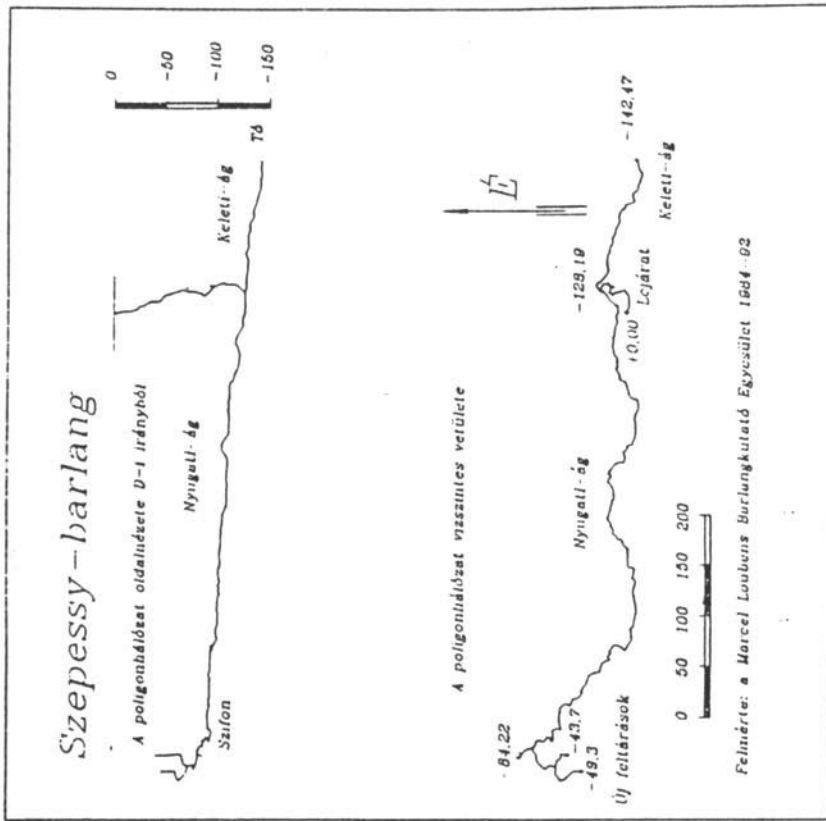 Szepessy-barlang
A poligonhálózat oldalnézete D-i irányból
0
-50
-100
-150
Nyugati-ág
Keleti-ág
Tó
Szifon
A poligonhálózat vízszintes vetülete
É
-84.22
-43.7
-49.3
Új feltárások
Nyugati-ág
-128.19
+0.00
Lejárat
Keleti-ág
-142.47
0
50
100
150
200
Felmérte: a Marcel Loubens Barlangkutató Egyesület 1984-92